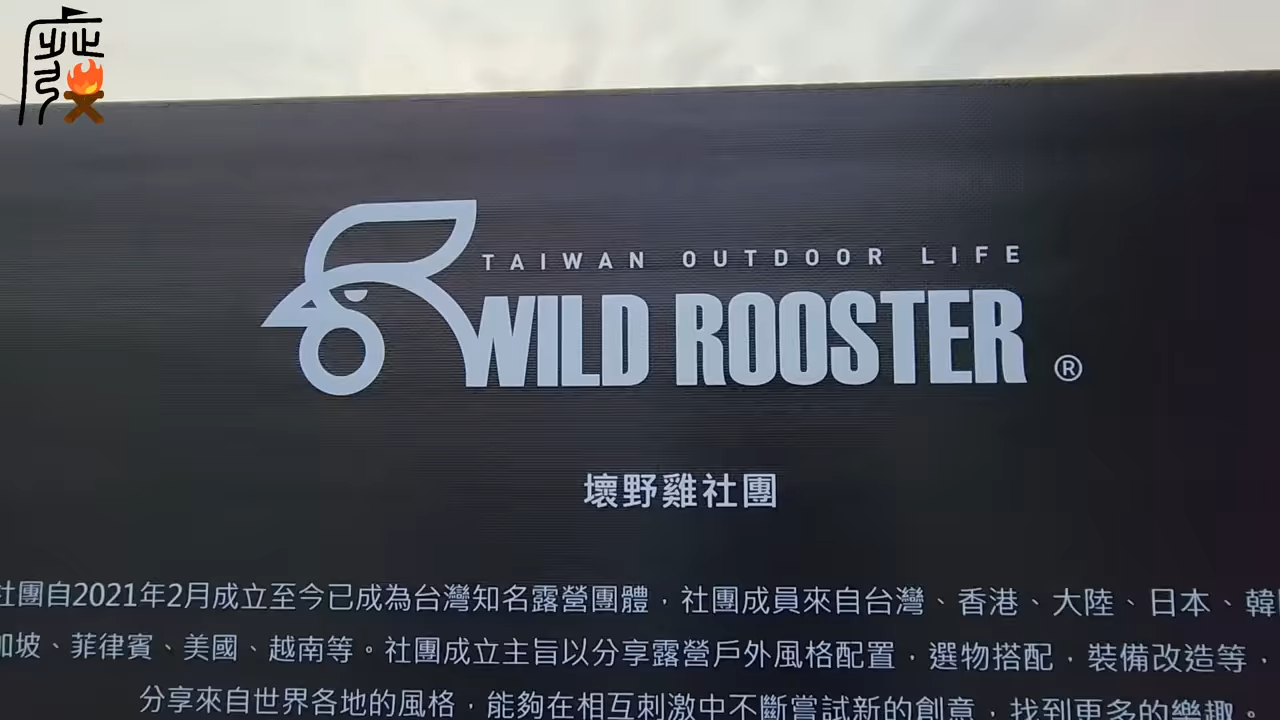 廢
TAIWAN OUTDOOR LIFE
WILD ROOSTER ®
壞野雞社團
社團自2021年2月成立至今已成為台灣知名露營團體，社團成員來自台灣、香港、大陸、日本、韓
加坡、菲律賓、美國、越南等。社團成立主旨以分享露營戶外風格配置，選物搭配，裝備改造等，
分享來自世界各地的風格，能夠在相互刺激中不斷嘗試新的創意，找到更多的樂趣。